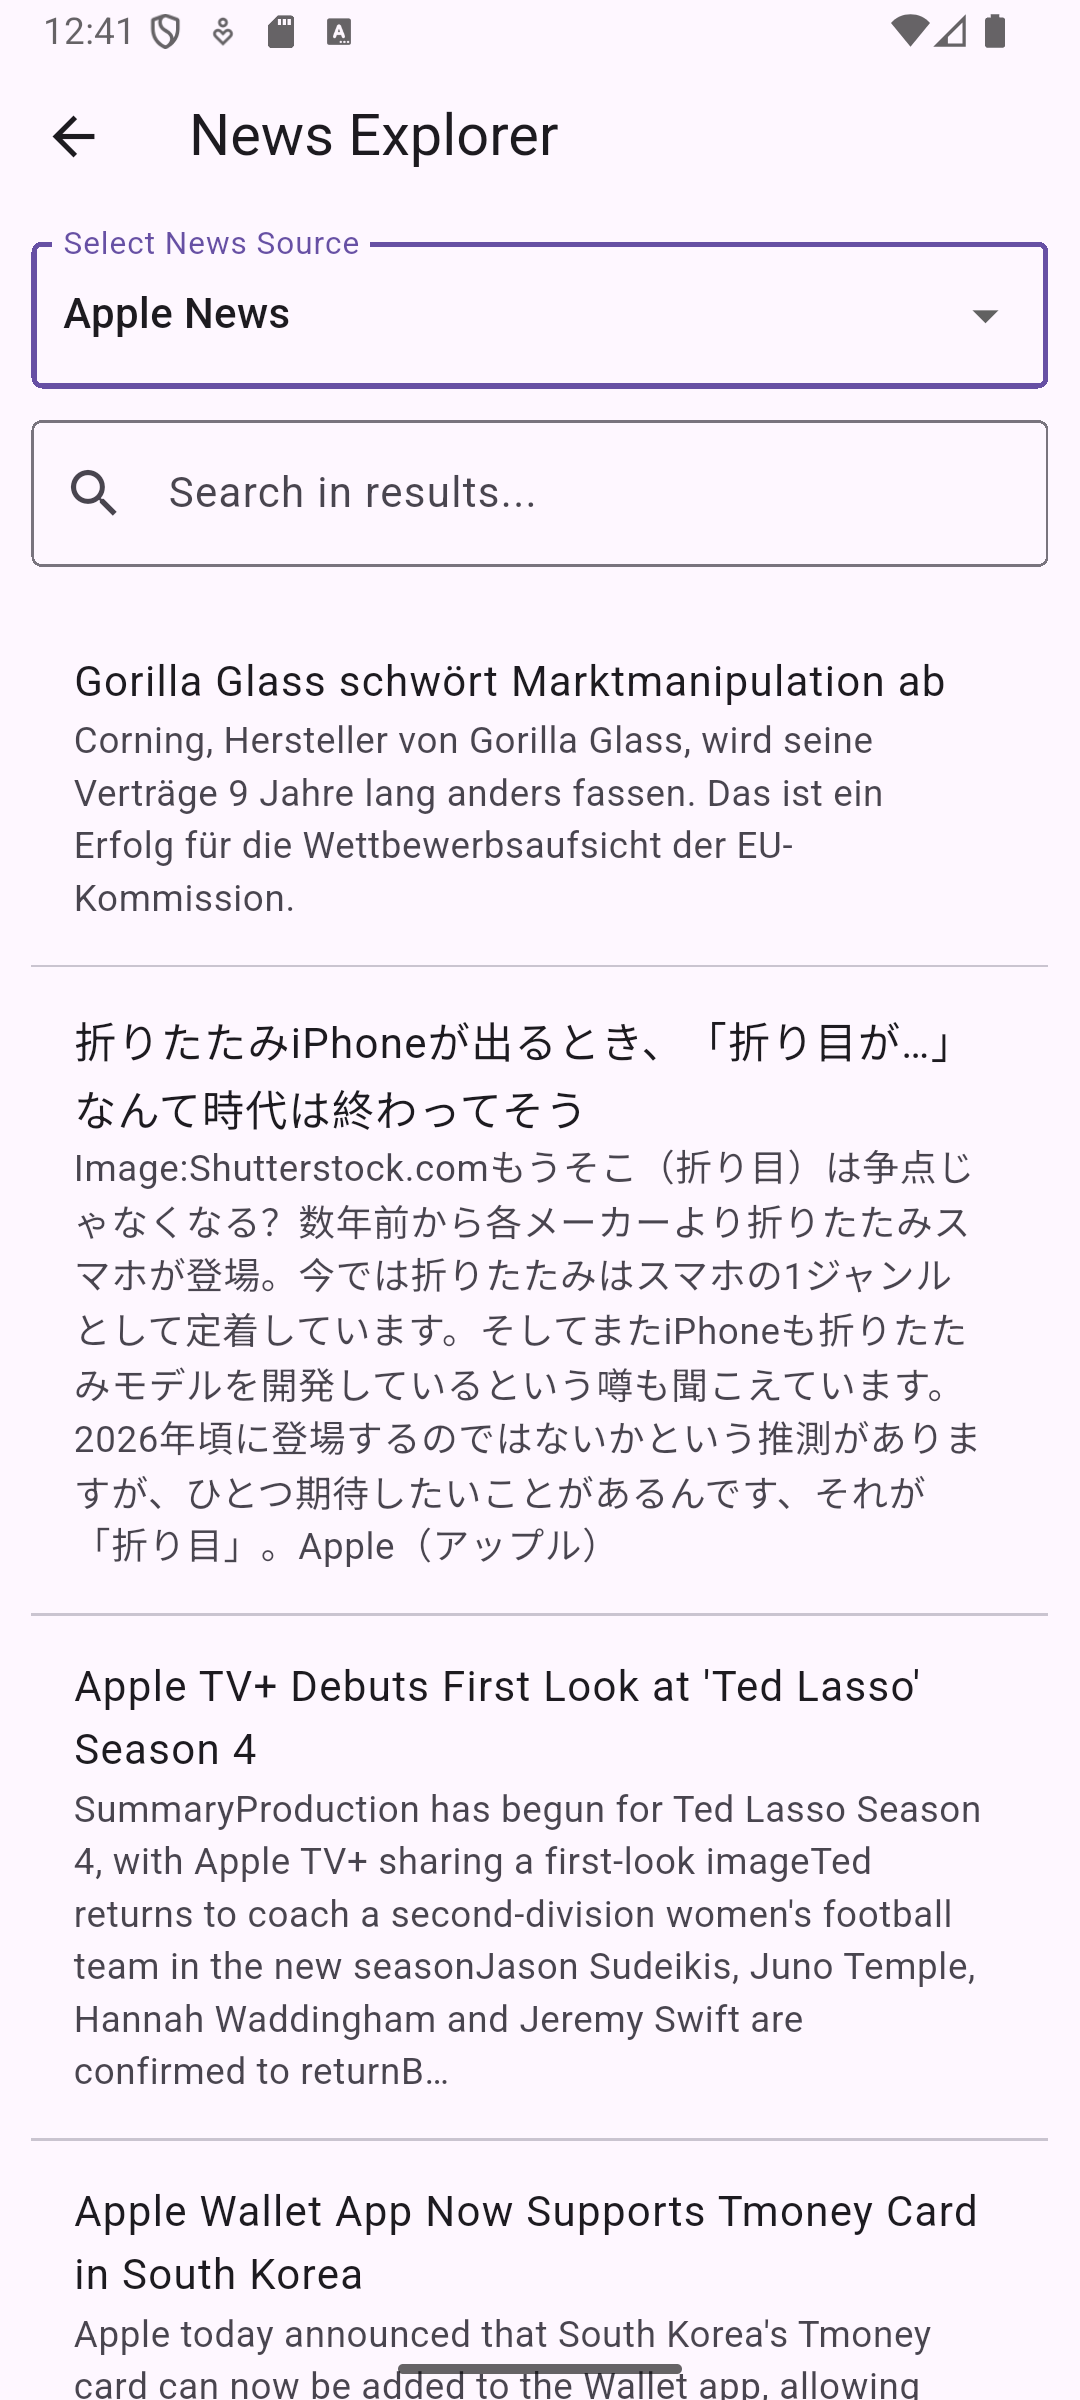 12:41
News Explorer
Select News Source
Apple News
Search in results...
Gorilla Glass schwört Marktmanipulation ab
Corning, Hersteller von Gorilla Glass, wird seine
Verträge 9 Jahre lang anders fassen. Das ist ein
Erfolg für die Wettbewerbsaufsicht der EU-
Kommission.
折りたたみiPhoneが出るとき、「折り目が…」
なんて時代は終わってそう
Image:Shutterstock.comもうそこ（折り目）は争点じ
ゃなくなる？数年前から各メーカーより折りたたみス
マホが登場。今では折りたたみはスマホの1ジャンル
として定着しています。そしてまたiPhoneも折りたた
みモデルを開発しているという噂も聞こえています。
2026年頃に登場するのではないかという推測がありま
すが、ひとつ期待したいことがあるんです、それが
「折り目」。Apple（アップル）
Apple TV+ Debuts First Look at 'Ted Lasso'
Season 4
SummaryProduction has begun for Ted Lasso Season
4, with Apple TV+ sharing a first-look imageTed
returns to coach a second-division women's football
team in the new seasonJason Sudeikis, Juno Temple,
Hannah Waddingham and Jeremy Swift are
confirmed to returnB…
Apple Wallet App Now Supports Tmoney Card
in South Korea
Apple today announced that South Korea's Tmoney
card can now be added to the Wallet app, allowing